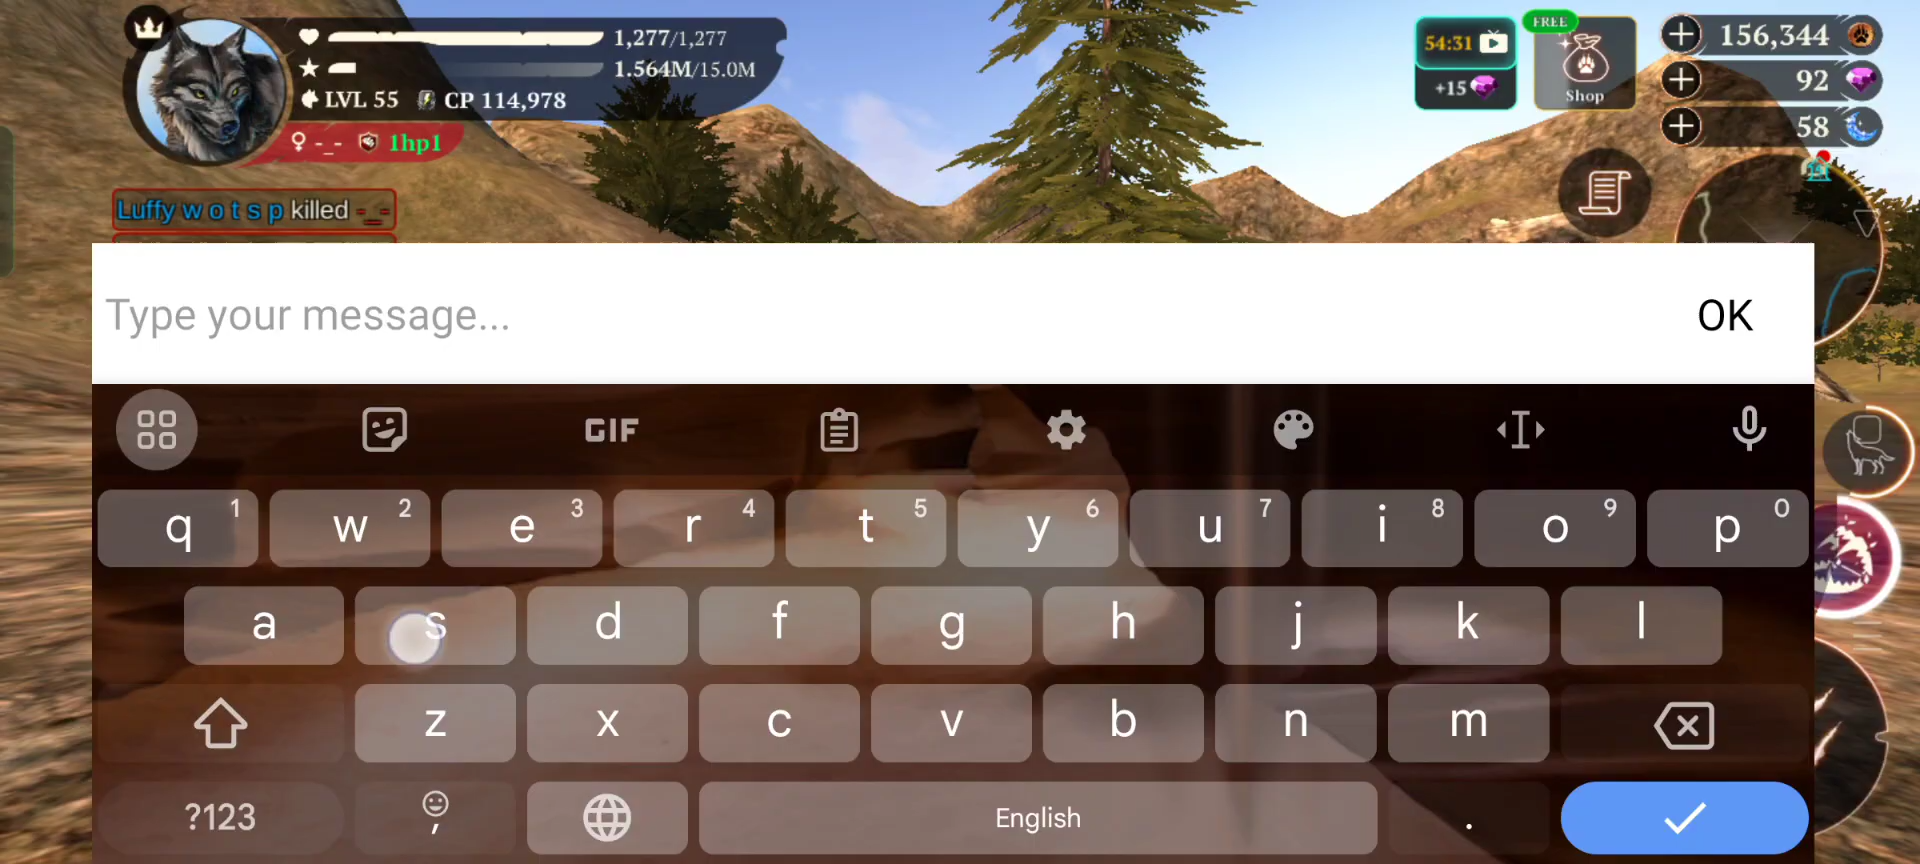 1,277/1,277
1.564M/15.0M
LVL 55 CP 114,978
-_- 1hp1
Luffy w o t s p killed -_-
54:31
+15
FREE
Shop
156,344
92
58
Type your message...
OK
GIF
q 1 w 2 e 3 r 4 t 5 y 6 u 7 i 8 o 9 p 0
a s d f g h j k l
z x c v b n m
?123 , English .